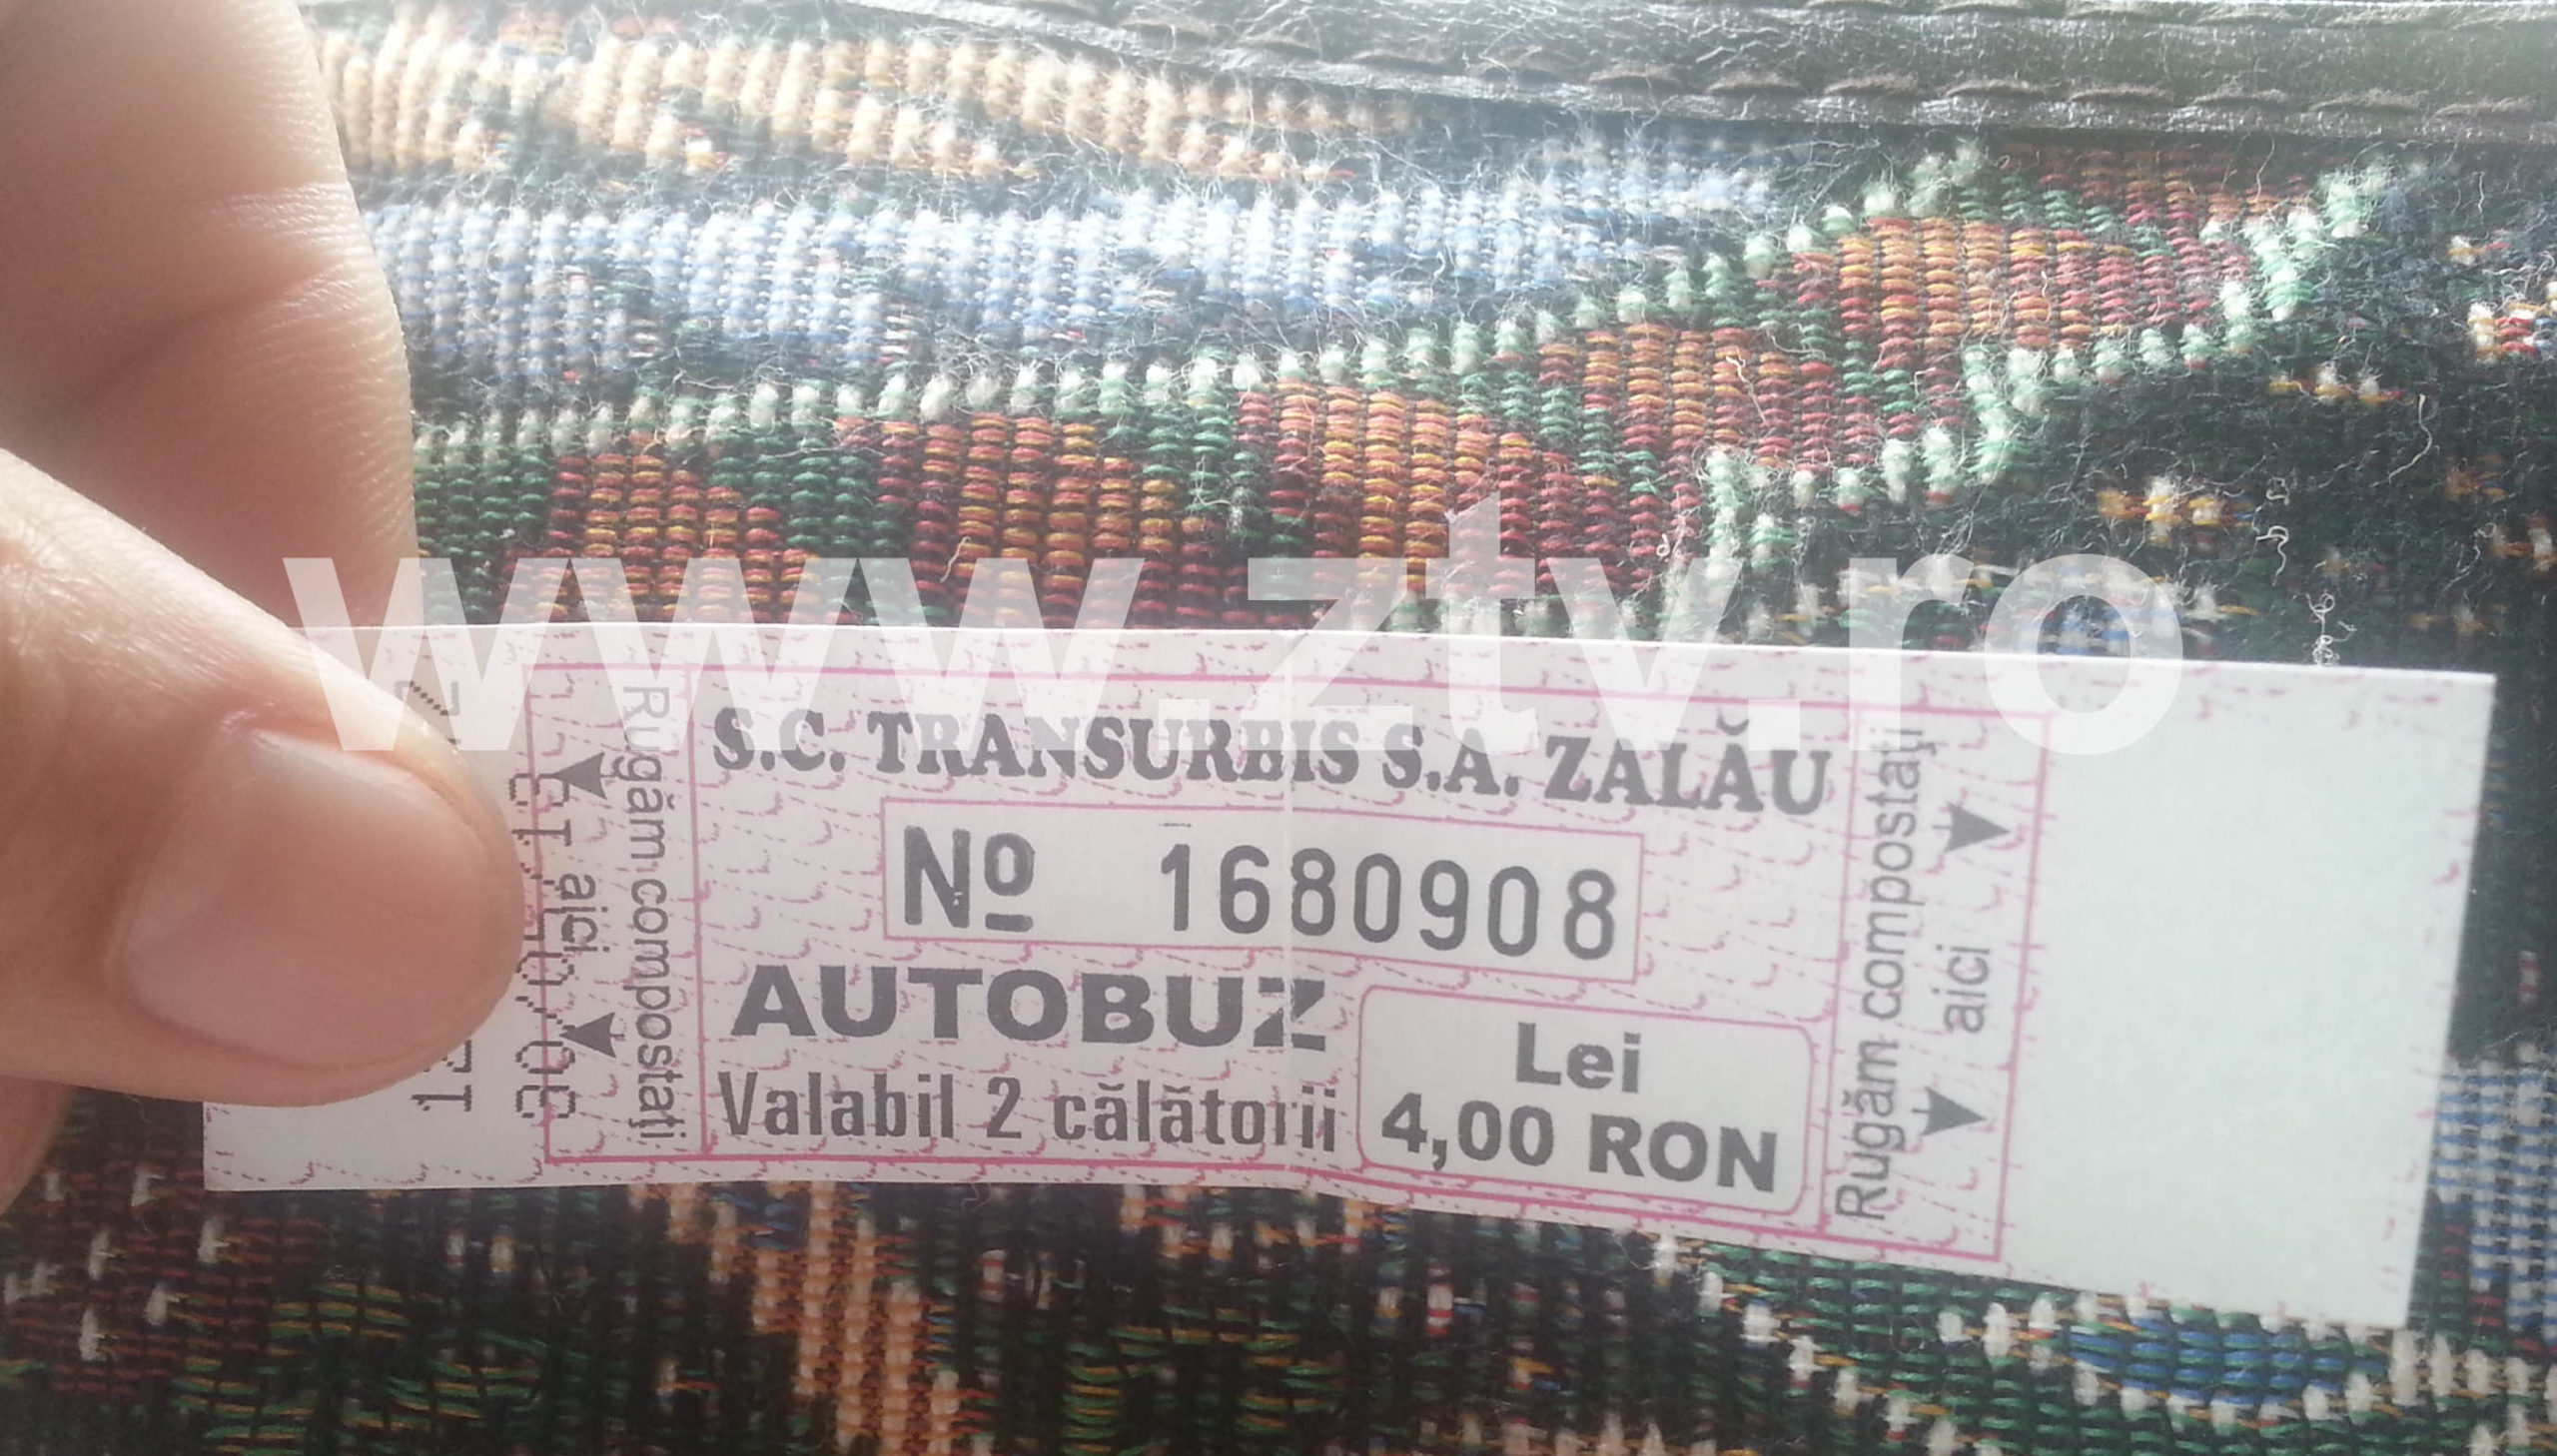 www.ztv.ro
Rugăm compostați
aici
S.C. TRANSURBIS S.A. ZALĂU
Nº 1680908
AUTOBUZ
Valabil 2 călătorii
Lei
4,00 RON
Rugăm compostați
aici